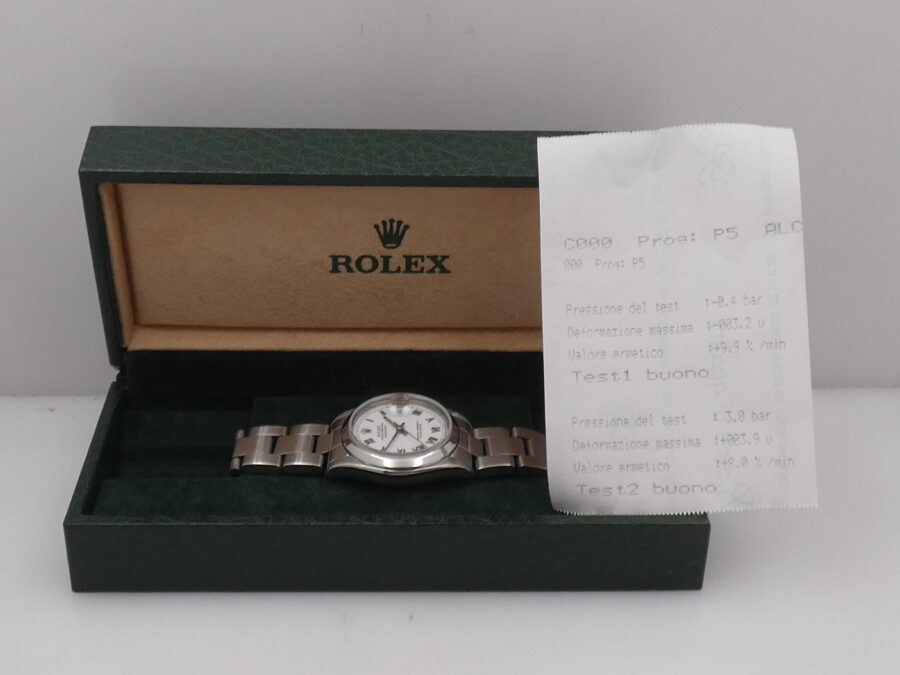 ROLEX
C000 Prog: P5 ALC
000 Prog: P5
Pressione del test :-0.4 bar
Deformazione massima :-003.2 u
Valore ermetico :+9.9 % /min
Test1 buono
Pressione del test : 3.0 bar
Deformazione massima :+003.9 u
Valore ermetico :+8.0 % /min
Test2 buono